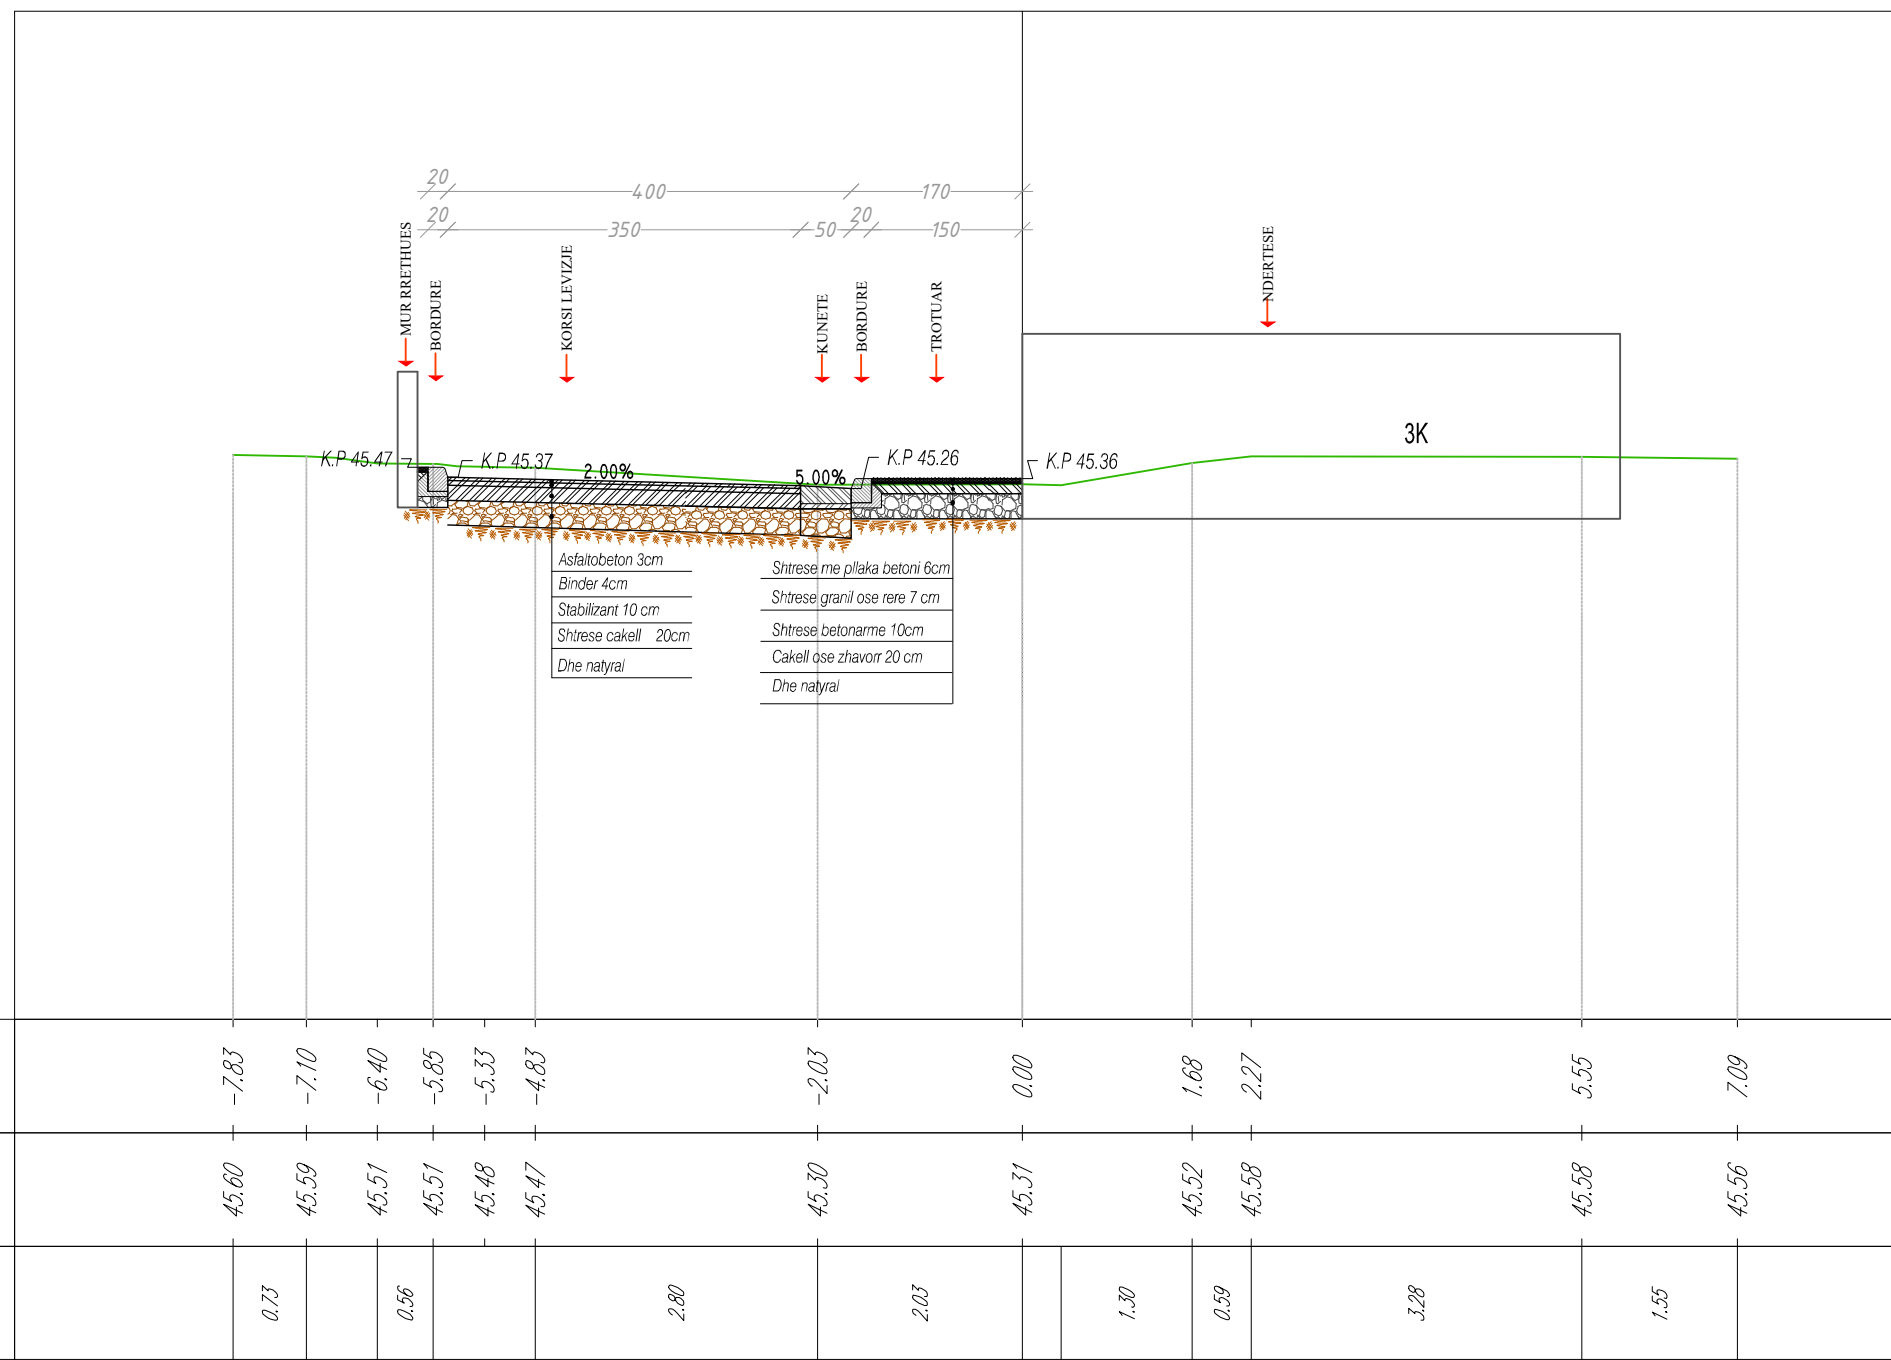 20 400 170
20 350 50 20 150
MUR RRETHUES
BORDURE
KORSI LEVIZJE
KUNETE
BORDURE
TROTUAR
NDERTESE
3K
K.P 45.47
K.P 45.37
2.00%
5.00%
K.P 45.26
K.P 45.36
Asfaltobeton 3cm
Binder 4cm
Stabilizant 10 cm
Shtrese cakell 20cm
Dhe natyral
Shtrese me pllaka betoni 6cm
Shtrese granil ose rere 7 cm
Shtrese betonarme 10cm
Cakell ose zhavorr 20 cm
Dhe natyral
-7.83 -7.10 -6.40 -5.85 -5.33 -4.83 -2.03 0.00 1.68 2.27 5.55 7.09
45.60 45.59 45.51 45.51 45.48 45.47 45.30 45.31 45.52 45.58 45.58 45.56
0.73 0.56 2.80 2.03 1.30 0.59 3.28 1.55